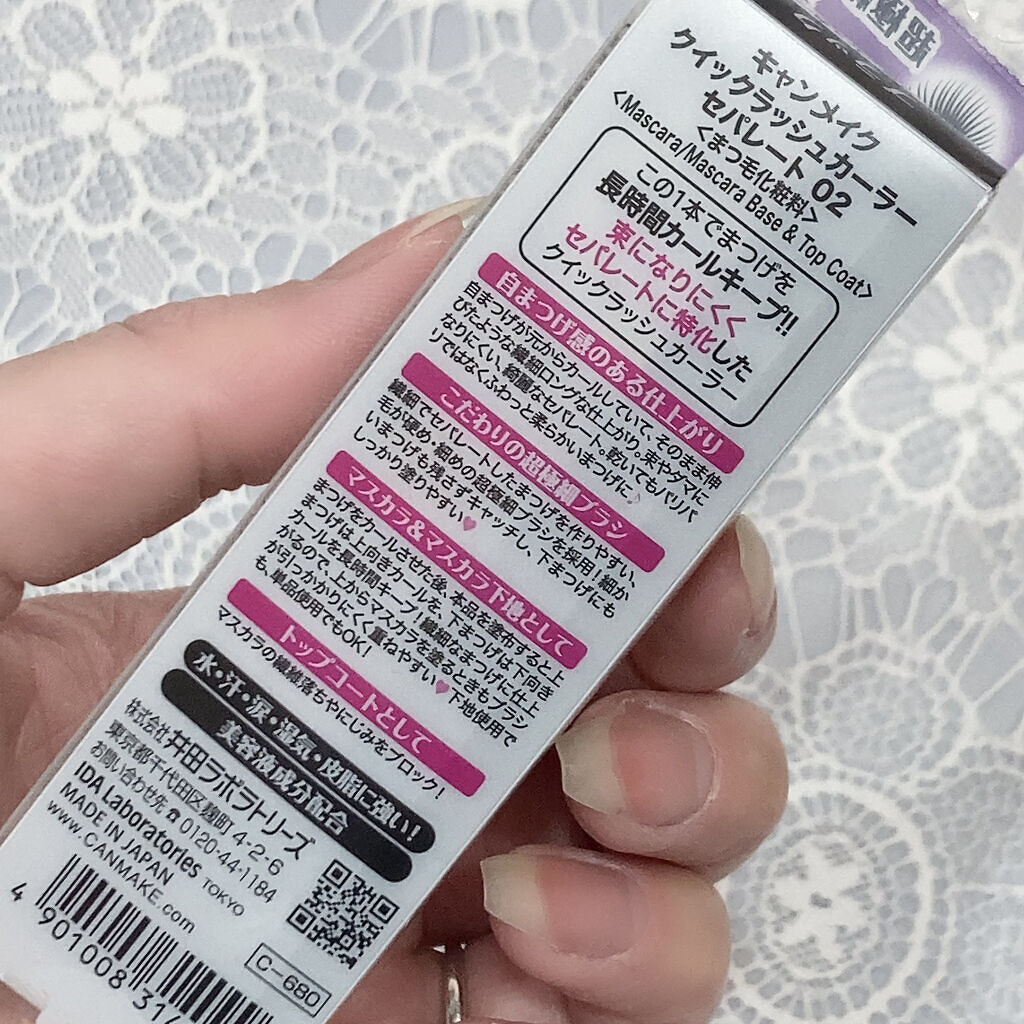 キャンメイク
クイックラッシュカーラー
セパレート 02
<まつ毛化粧料>
<Mascara/Mascara Base & Top Coat>
この1本でまつげを
長時間カールキープ!!
束になりにくく
セパレートに特化した
クイックラッシュカーラー
自まつげ感のある仕上がり
自まつげが元からカールしていて、そのまま伸
びたような繊細ロングな仕上がり。束やダマに
なりにくい、綺麗なセパレート。乾いてもパリパ
リではなくふわっと柔らかいまつげに♪
こだわりの超極細ブラシ
繊細でセパレートしたまつげを作りやすい、
毛が硬め・細めの超極細ブラシを採用!細か
いまつげも残さずキャッチし、下まつげにも
しっかり塗りやすい♥
マスカラ&マスカラ下地として
まつげをカールさせた後、本品を塗布すると上
まつげは上向きカールを、下まつげは下向き
カールを長時間キープ!繊細なまつげに仕上
がるので、上からマスカラを塗るときもブラシ
が引っかかりにくく重ねやすい♥下地使用で
も、単品使用でもOK!
トップコートとして
マスカラの繊維落ちやにじみをブロック!
水・汗・涙・湿気・皮脂に強い!
美容液成分配合
株式会社井田ラボラトリーズ
東京都千代田区麹町4-2-6
お問い合わせ先☎0120-44-1184
IDA Laboratories TOKYO
MADE IN JAPAN
www.CANMAKE.com
C-680
4 901008 31